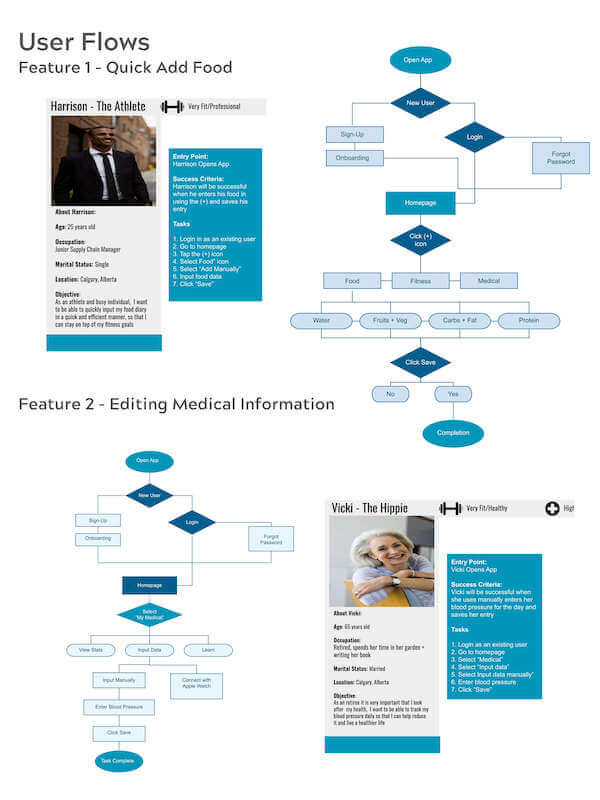 User Flows
Feature 1 - Quick Add Food
Harrison - The Athlete
Very Fit/Professional
About Harrison:
Age: 25 years old
Occupation:
Junior Supply Chain Manager
Marital Status: Single
Location: Calgary, Alberta
Objective:
As an athlete and busy individual, I want
to be able to quickly input my food diary
in a quick and efficient manner, so that I
can stay on top of my fitness goals
Entry Point:
Harrison Opens App
Success Criteria:
Harrison will be successful
when he enters his food in
using the (+) and saves his
entry
Tasks
1. Login in as an existing user
2. Go to homepage
3. Tap the (+) icon
4. Select Food" icon
5. Select "Add Manually"
6. Input food data
7. Click "Save"
Open App
New User
Sign-Up
Login
Onboarding
Forgot
Password
Homepage
Click (+)
icon
Food
Fitness
Medical
Water
Fruits + Veg
Carbs + Fat
Protein
Click Save
No
Yes
Completion
Feature 2 - Editing Medical Information
Open App
New User
Sign-Up
Login
Onboarding
Forgot
Password
Homepage
Select
"My Medical"
View Stats
Input Data
Learn
Input Manually
Connect with
Apple Watch
Enter Blood Pressure
Click Save
Task Complete
Vicki - The Hippie
Very Fit/Healthy
High
About Vicki:
Age: 65 years old
Occupation:
Retired, spends her time in her garden +
writing her book
Marital Status: Married
Location: Calgary, Alberta
Objective
As an retiree it is very important that I look
after my health, I want to be able to track my
blood pressure daily so that I can help reduce
it and live a healthier life
Entry Point:
Vicki Opens App
Success Criteria:
Vicki will be successful when
she uses manually enters her
blood pressure for the day and
saves her entry
Tasks
1. Login as an existing user
2. Go to homepage
3. Select "Medical"
4. Select "Input data"
5. Select Input data manually"
6. Enter blood pressure
7. Click "Save"